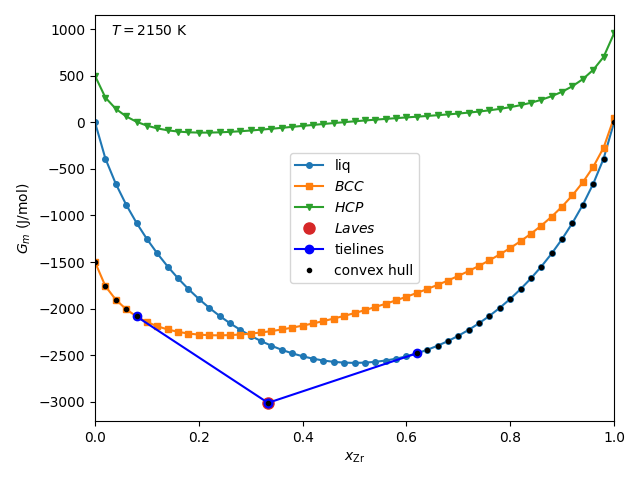 T = 2150 K
1000
500
0
−500
−1000
−1500
−2000
−2500
−3000
G_m (J/mol)
liq
BCC
HCP
Laves
tielines
convex hull
0.0 0.2 0.4 0.6 0.8 1.0
x_Zr